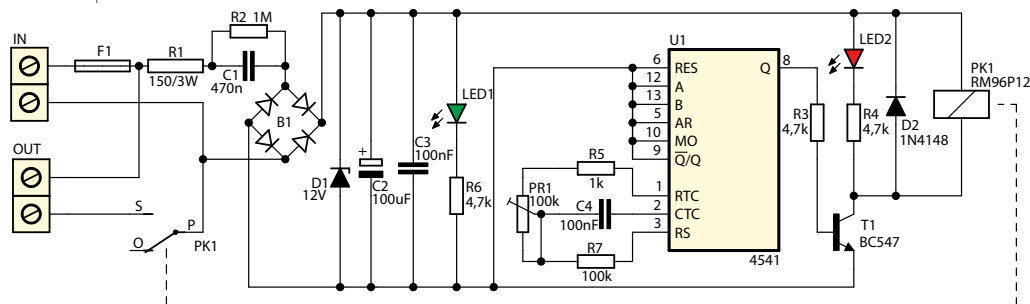 IN
F1
R1
150/3W
R2 1M
C1
470n
B1
OUT
S
P
O
PK1
D1
12V
+
C2
100uF
C3
100nF
LED1
R6
4,7k
PR1
100k
R5
1k
C4
100nF
R7
100k
U1
6 RES
12 A
13 B
5 AR
10 MO
9 Q/Q
1 RTC
2 CTC
3 RS
Q 8
4541
R3
4,7k
LED2
R4
4,7k
D2
1N4148
PK1
RM96P12
T1
BC547